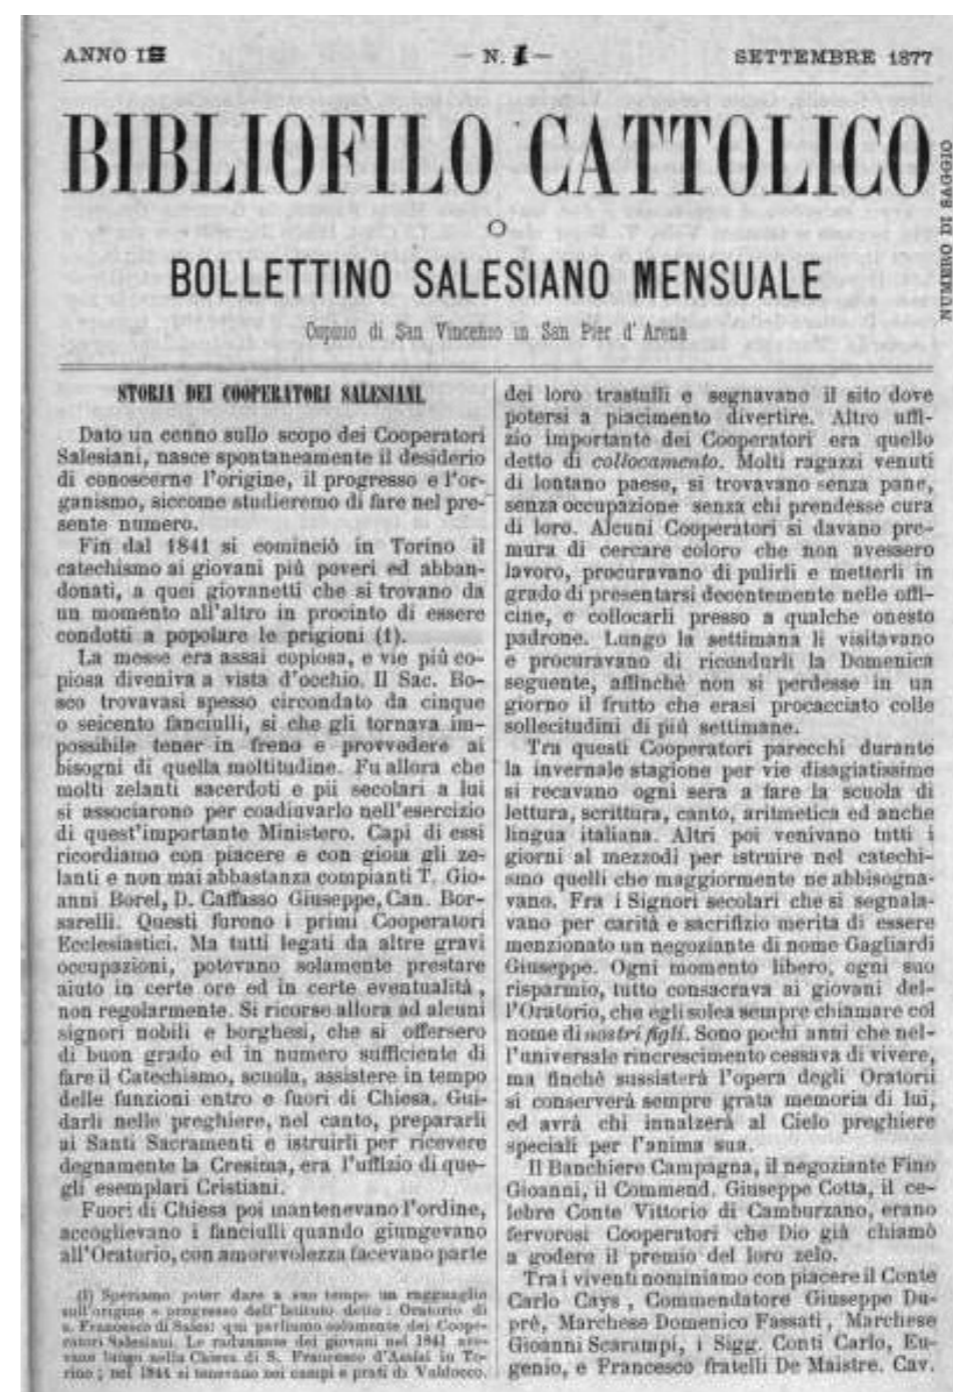 ANNO III
— N. 1 —
SETTEMBRE 1877
BIBLIOFILO CATTOLICO
O
BOLLETTINO SALESIANO MENSUALE
Ospizio di San Vincenzo in San Pier d'Arena
NUMERO DI SAGGIO
STORIA DEI COOPERATORI SALESIANI.
Dato un cenno sullo scopo dei Cooperatori
Salesiani, nasce spontaneamente il desiderio
di conoscerne l'origine, il progresso e l'or-
ganismo, siccome studieremo di fare nel pre-
sente numero.
Fin dal 1841 si cominciò in Torino il
catechismo ai giovani più poveri ed abban-
donati, a quei giovanetti che si trovano da
un momento all'altro in procinto di essere
condotti a popolare le prigioni (1).
La messe era assai copiosa, e vie più co-
piosa diveniva a vista d'occhio. Il Sac. Bo-
sco trovavasi spesso circondato da cinque
o seicento fanciulli, si che gli tornava im-
possibile tener in freno e provvedere ai
bisogni di quella moltitudine. Fu allora che
molti zelanti sacerdoti e pii secolari a lui
si associarono per coadiuvarlo nell'esercizio
di quest'importante Ministero. Capi di essi
ricordiamo con piacere e con gioia gli ze-
lanti e non mai abbastanza compianti T. Gio-
anni Borel, D. Caffasso Giuseppe, Can. Bor-
sarelli. Questi furono i primi Cooperatori
Ecclesiastici. Ma tutti legati da altre gravi
occupazioni, potevano solamente prestare
aiuto in certe ore ed in certe eventualità,
non regolarmente. Si ricorse allora ad alcuni
signori nobili e borghesi, che si offersero
di buon grado ed in numero sufficiente di
fare il Catechismo, scuola, assistere in tempo
delle funzioni entro e fuori di Chiesa. Gui-
darli nelle preghiere, nel canto, prepararli
ai Santi Sacramenti e istruirli per ricevere
degnamente la Cresima, era l'uffizio di que-
gli esemplari Cristiani.
Fuori di Chiesa poi mantenevano l'ordine,
accoglievano i fanciulli quando giungevano
all'Oratorio, con amorevolezza facevano parte
(1) Speriamo poter dare a suo tempo un ragguaglio
sull'origine e progresso dell'Istituto detto: Oratorio di
s. Francesco di Sales: qui parliamo solamente dei Coope-
ratori Salesiani. Le radunanze dei giovani nel 1841 ave-
vano luogo nella Chiesa di S. Francesco d'Assisi in To-
rino; nel 1844 si tenevano nei campi e prati di Valdocco.
dei loro trastulli e segnavano il sito dove
potersi a piacimento divertire. Altro uffi-
zio importante dei Cooperatori era quello
detto di collocamento. Molti ragazzi venuti
di lontano paese, si trovavano senza pane,
senza occupazione senza chi prendesse cura
di loro. Alcuni Cooperatori si davano pre-
mura di cercare coloro che non avessero
lavoro, procuravano di pulirli e metterli in
grado di presentarsi decentemente nelle offi-
cine, e collocarli presso a qualche onesto
padrone. Lungo la settimana li visitavano
e procuravano di ricondurli la Domenica
seguente, affinchè non si perdesse in un
giorno il frutto che erasi procacciato colle
sollecitudini di più settimane.
Tra questi Cooperatori parecchi durante
la invernale stagione per vie disagiatissime
si recavano ogni sera a fare la scuola di
lettura, scrittura, canto, aritmetica ed anche
lingua italiana. Altri poi venivano tutti i
giorni al mezzodì per istruire nel catechi-
smo quelli che maggiormente ne abbisogna-
vano. Fra i Signori secolari che si segnala-
vano per carità e sacrifizio merita di essere
menzionato un negoziante di nome Gagliardi
Giuseppe. Ogni momento libero, ogni suo
risparmio, tutto consacrava ai giovani del-
l'Oratorio, che egli solea sempre chiamare col
nome di nostri figli. Sono pochi anni che nel-
l'universale rincrescimento cessava di vivere,
ma finchè sussisterà l'opera degli Oratorii
si conserverà sempre grata memoria di lui,
ed avrà chi innalzerà al Cielo preghiere
speciali per l'anima sua.
Il Banchiere Campagna, il negoziante Fino
Gioanni, il Commend. Giuseppe Cotta, il ce-
lebre Conte Vittorio di Camburzano, erano
fervorosi Cooperatori che Dio già chiamò
a godere il premio del loro zelo.
Tra i viventi nominiamo con piacere il Conte
Carlo Cays, Commendatore Giuseppe Du-
prè, Marchese Domenico Fassati, Marchese
Gioanni Scarampi, i Sigg. Conti Carlo, Eu-
genio, e Francesco fratelli De Maistre. Cav.